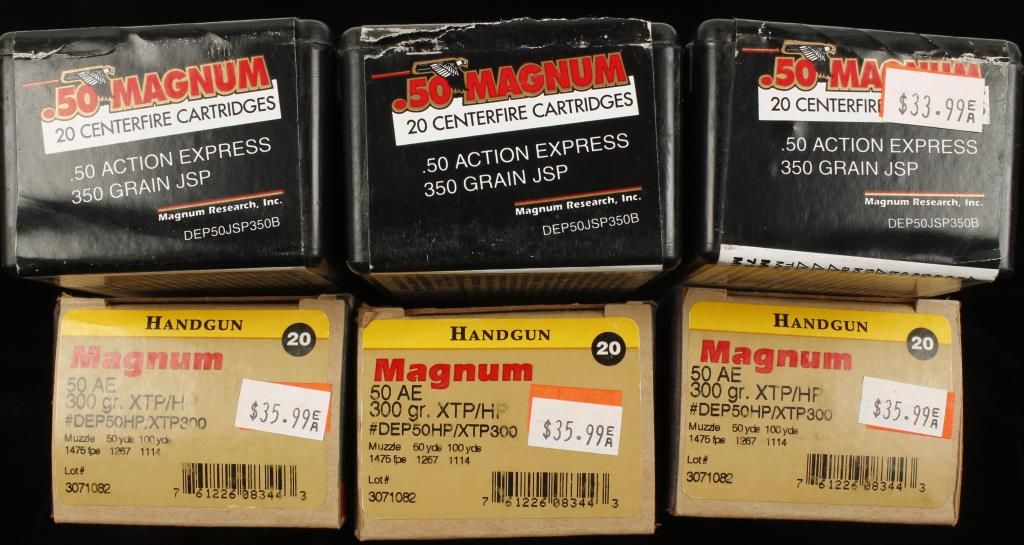 .50 MAGNUM
20 CENTERFIRE CARTRIDGES
.50 ACTION EXPRESS
350 GRAIN JSP
Magnum Research, Inc.
DEP50JSP350B
.50 MAGNUM
20 CENTERFIRE CARTRIDGES
.50 ACTION EXPRESS
350 GRAIN JSP
Magnum Research, Inc.
DEP50JSP350B
.50 MAGNUM
20 CENTERFIRE
$33.99 EA
.50 ACTION EXPRESS
350 GRAIN JSP
Magnum Research, Inc.
DEP50JSP350B
HANDGUN
20
Magnum
50 AE
300 gr. XTP/HP
#DEP50HP/XTP300
$35.99 EA
Muzzle 50 yds 100 yds
1475 fps 1267 1114
Lot#
3071082
7 61226 08344 3
HANDGUN
20
Magnum
50 AE
300 gr. XTP/HP
#DEP50HP/XTP300
$35.99 EA
Muzzle 50 yds 100 yds
1475 fps 1267 1114
Lot#
3071082
7 61226 08344 3
HANDGUN
20
Magnum
50 AE
300 gr. XTP/HP
#DEP50HP/XTP300
$35.99 EA
Muzzle 50 yds 100 yds
1475 fps 1267 1114
Lot#
3071082
7 61226 08344 3